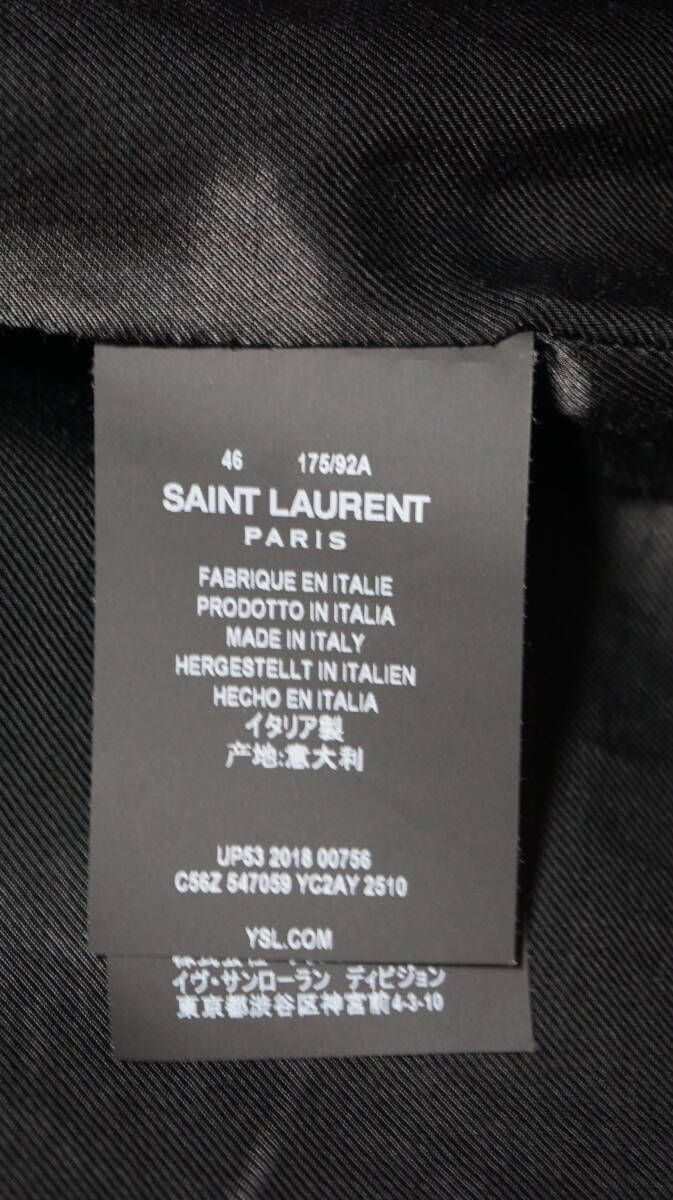 46 175/92A
SAINT LAURENT
PARIS
FABRIQUE EN ITALIE
PRODOTTO IN ITALIA
MADE IN ITALY
HERGESTELLT IN ITALIEN
HECHO EN ITALIA
イタリア製
产地:意大利
UP53 2018 00756
C56Z 547059 YC2AY 2510
YSL.COM
イヴ・サンローラン ディビジョン
東京都渋谷区神宮前4-3-10